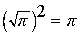 (√π)² = π